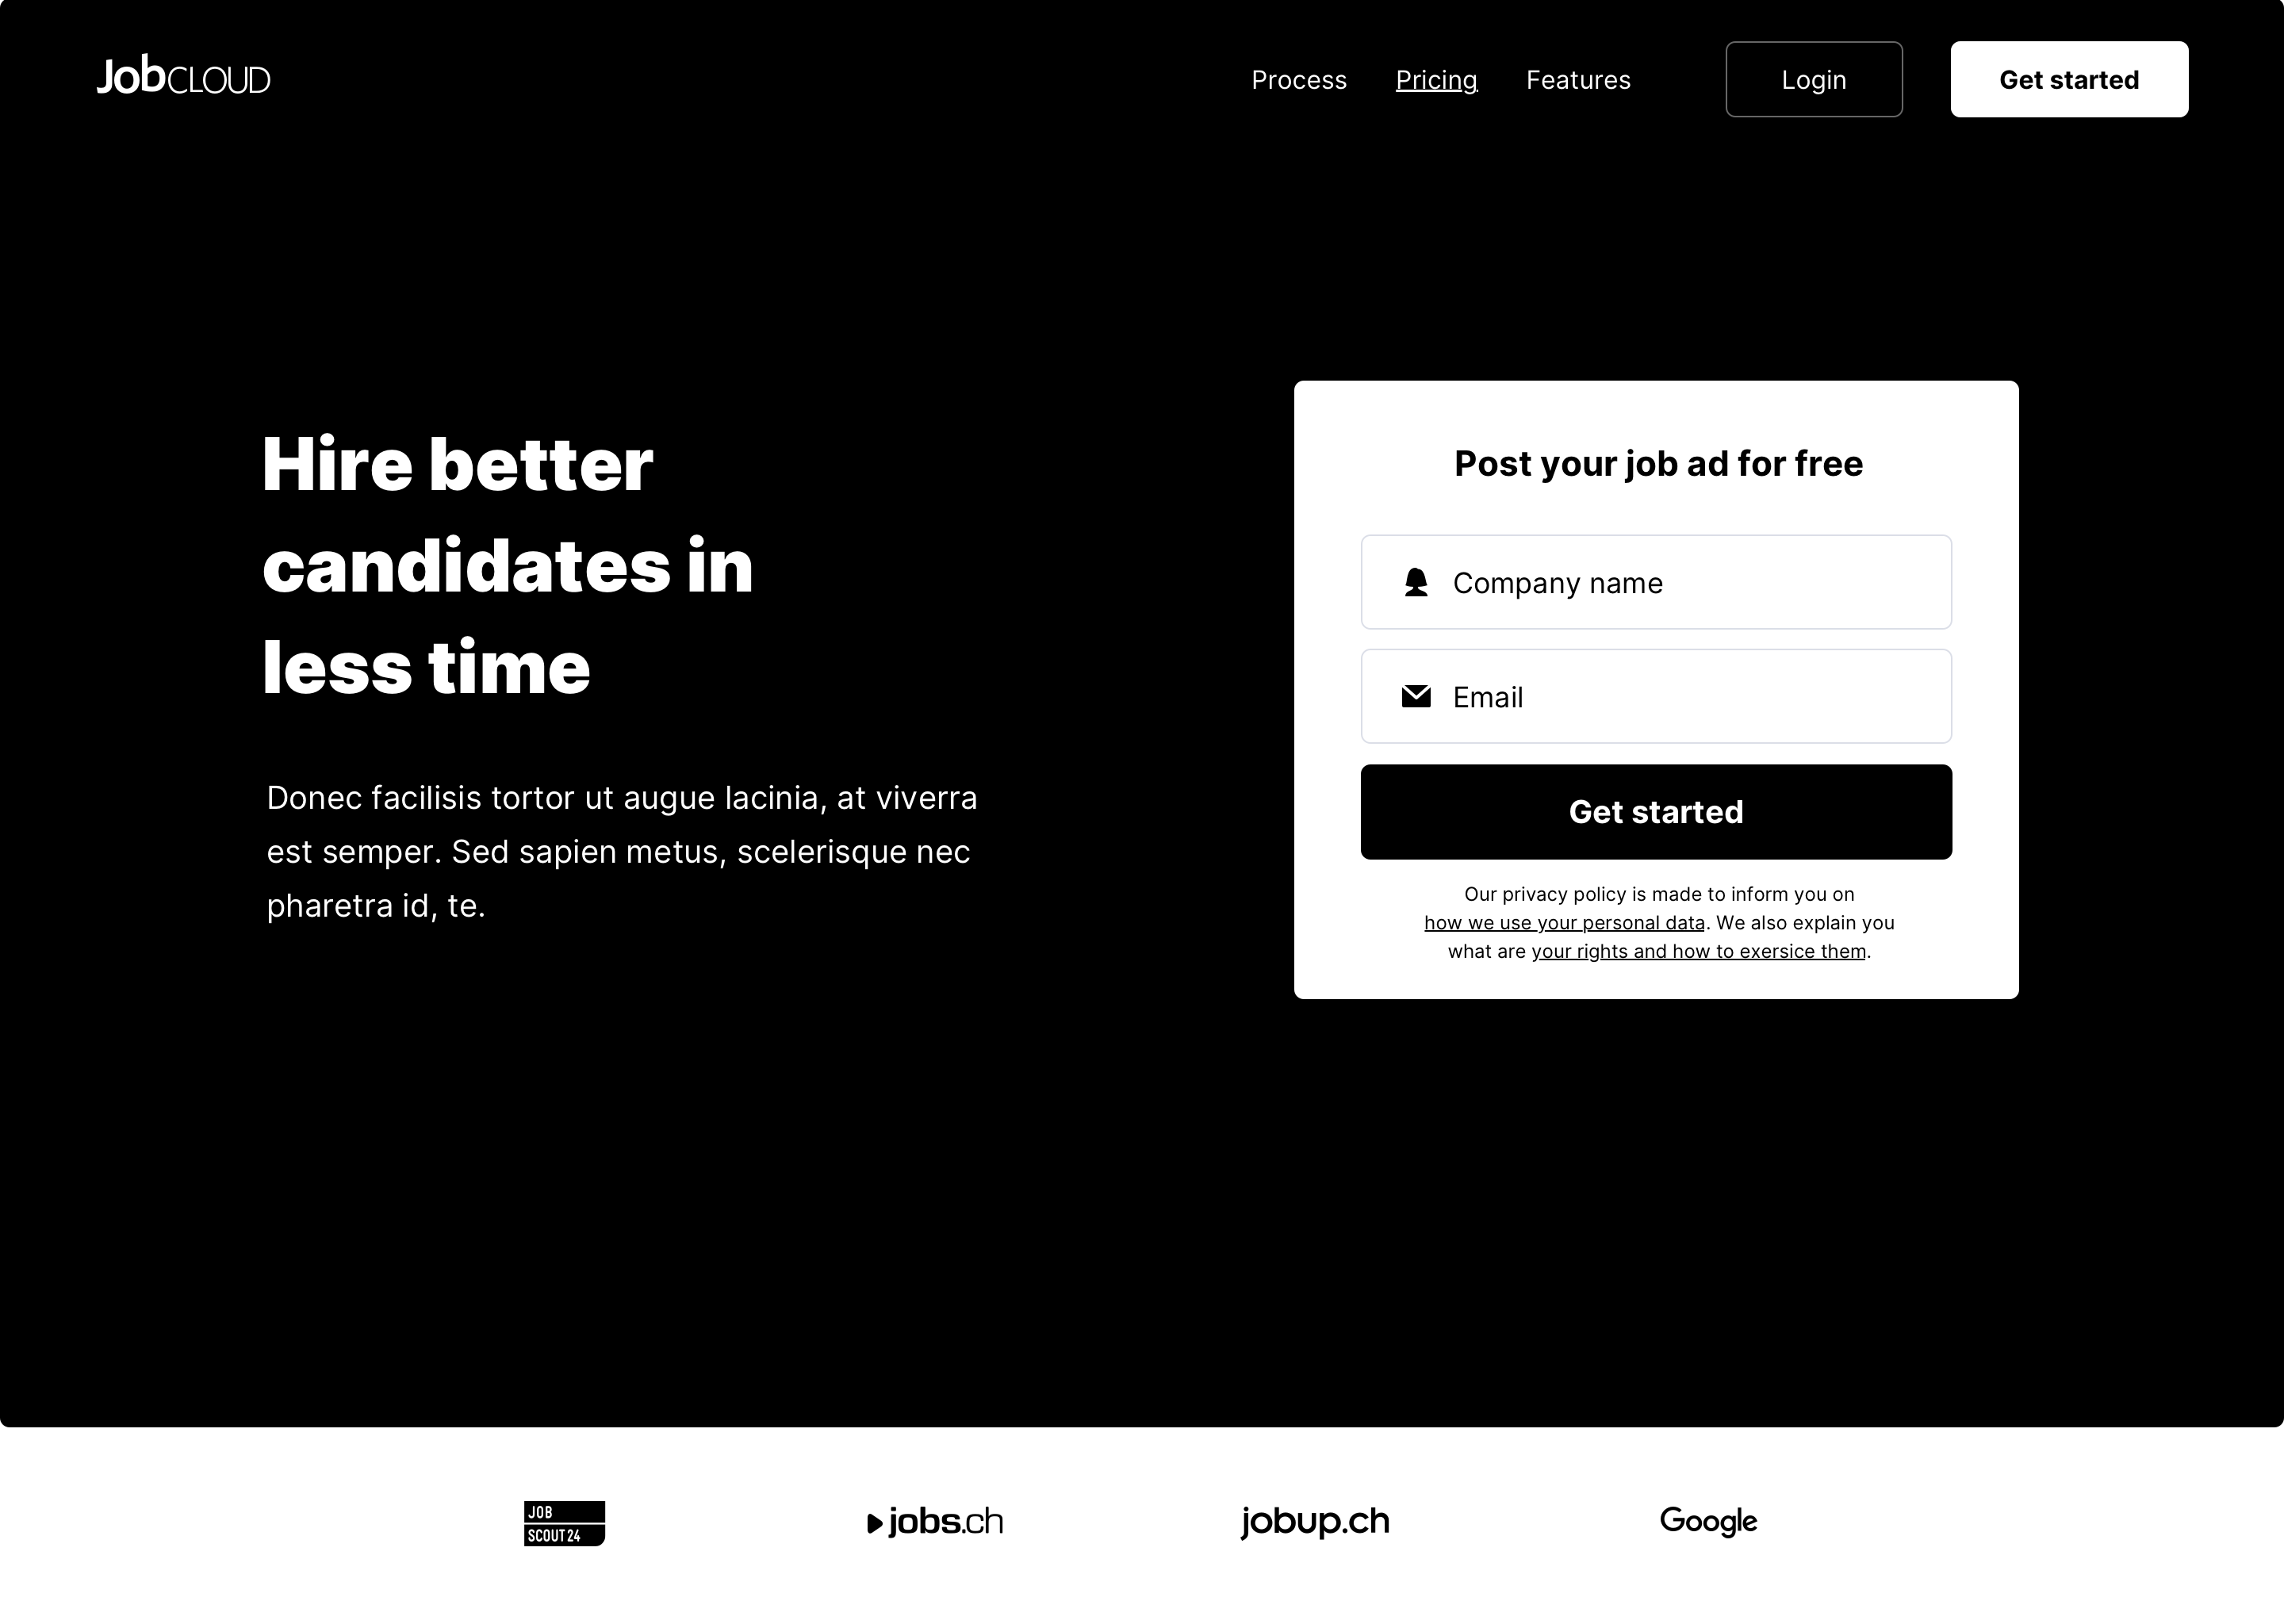 JobCLOUD
Process
Pricing
Features
Login
Get started
Hire better
candidates in
less time
Donec facilisis tortor ut augue lacinia, at viverra
est semper. Sed sapien metus, scelerisque nec
pharetra id, te.
Post your job ad for free
Company name
Email
Get started
Our privacy policy is made to inform you on
how we use your personal data. We also explain you
what are your rights and how to exersice them.
JOB
SCOUT24
jobs.ch
jobup.ch
Google